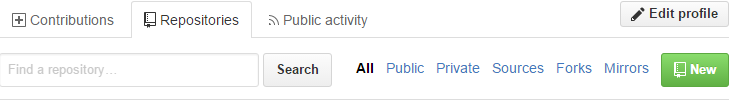 Contributions Repositories Public activity Edit profile
Find a repository... Search All Public Private Sources Forks Mirrors New